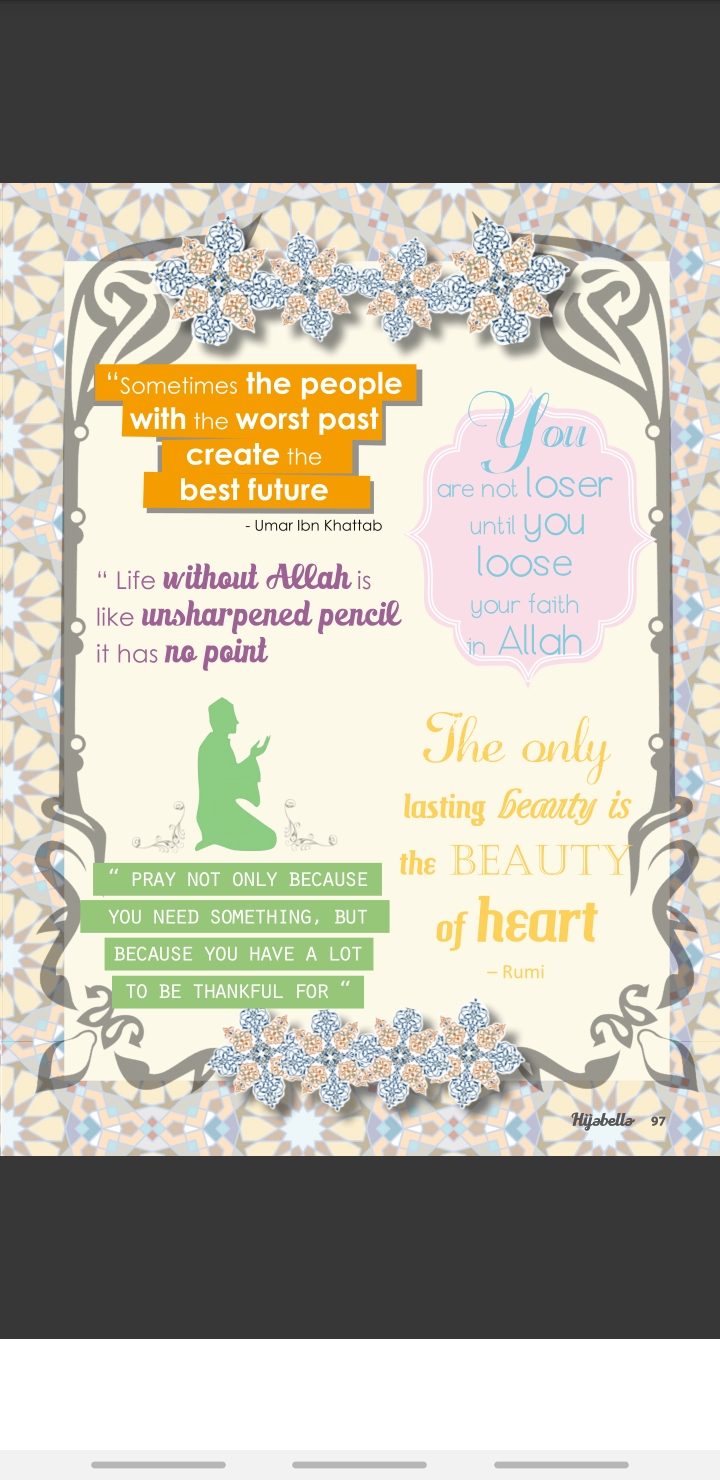 “Sometimes the people
with the worst past
create the
best future
- Umar Ibn Khattab
“ Life without Allah is
like unsharpened pencil
it has no point
You
are not loser
until you
loose
your faith
in Allah
“ PRAY NOT ONLY BECAUSE
YOU NEED SOMETHING, BUT
BECAUSE YOU HAVE A LOT
TO BE THANKFUL FOR “
The only
lasting beauty is
the BEAUTY
of heart
– Rumi
Hijabella 97